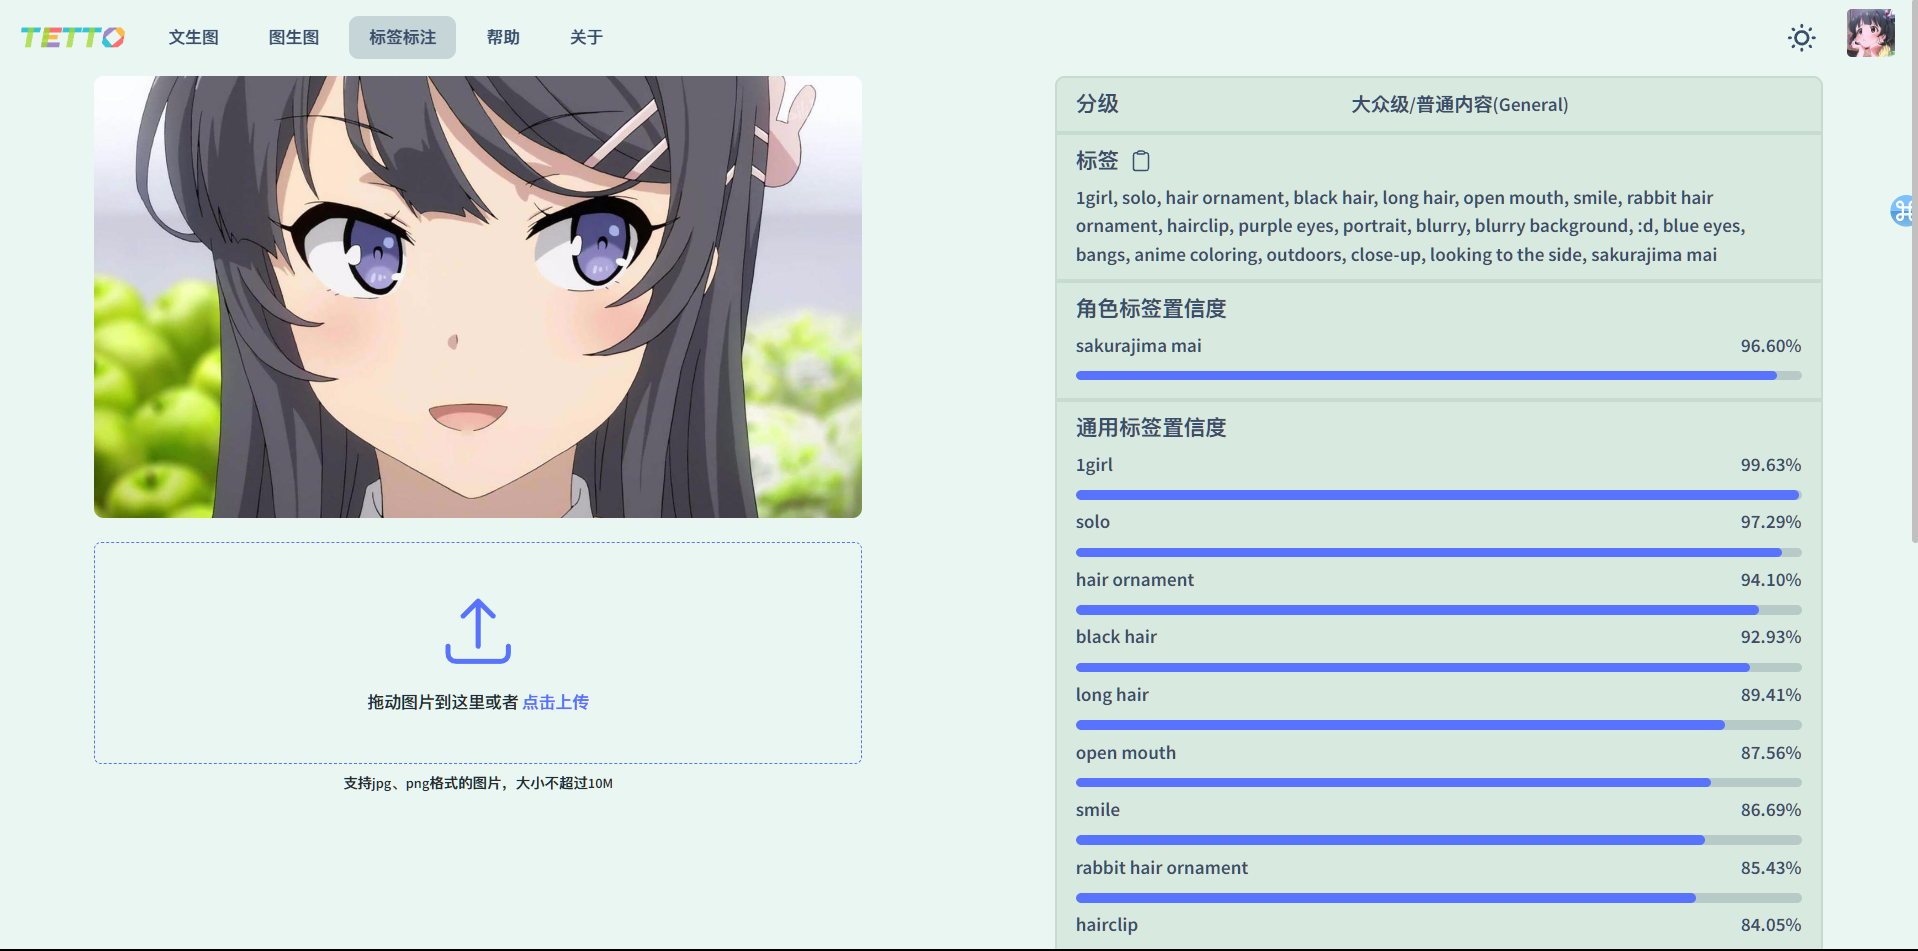 TETTO
文生图
图生图
标签标注
帮助
关于
拖动图片到这里或者 点击上传
支持jpg、png格式的图片，大小不超过10M
分级
大众级/普通内容(General)
标签
1girl, solo, hair ornament, black hair, long hair, open mouth, smile, rabbit hair
ornament, hairclip, purple eyes, portrait, blurry, blurry background, :d, blue eyes,
bangs, anime coloring, outdoors, close-up, looking to the side, sakurajima mai
角色标签置信度
sakurajima mai 96.60%
通用标签置信度
1girl 99.63%
solo 97.29%
hair ornament 94.10%
black hair 92.93%
long hair 89.41%
open mouth 87.56%
smile 86.69%
rabbit hair ornament 85.43%
hairclip 84.05%